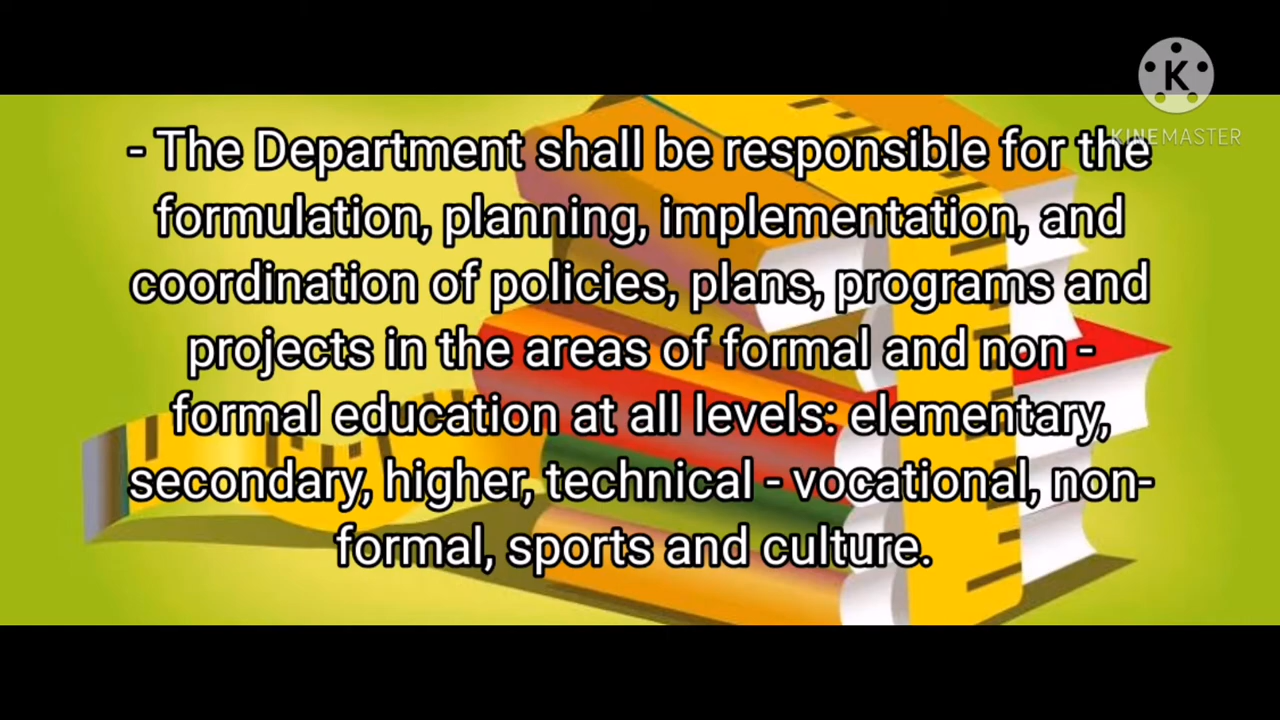 K
KINEMASTER
- The Department shall be responsible for the
formulation, planning, implementation, and
coordination of policies, plans, programs and
projects in the areas of formal and non -
formal education at all levels: elementary,
secondary, higher, technical - vocational, non-
formal, sports and culture.